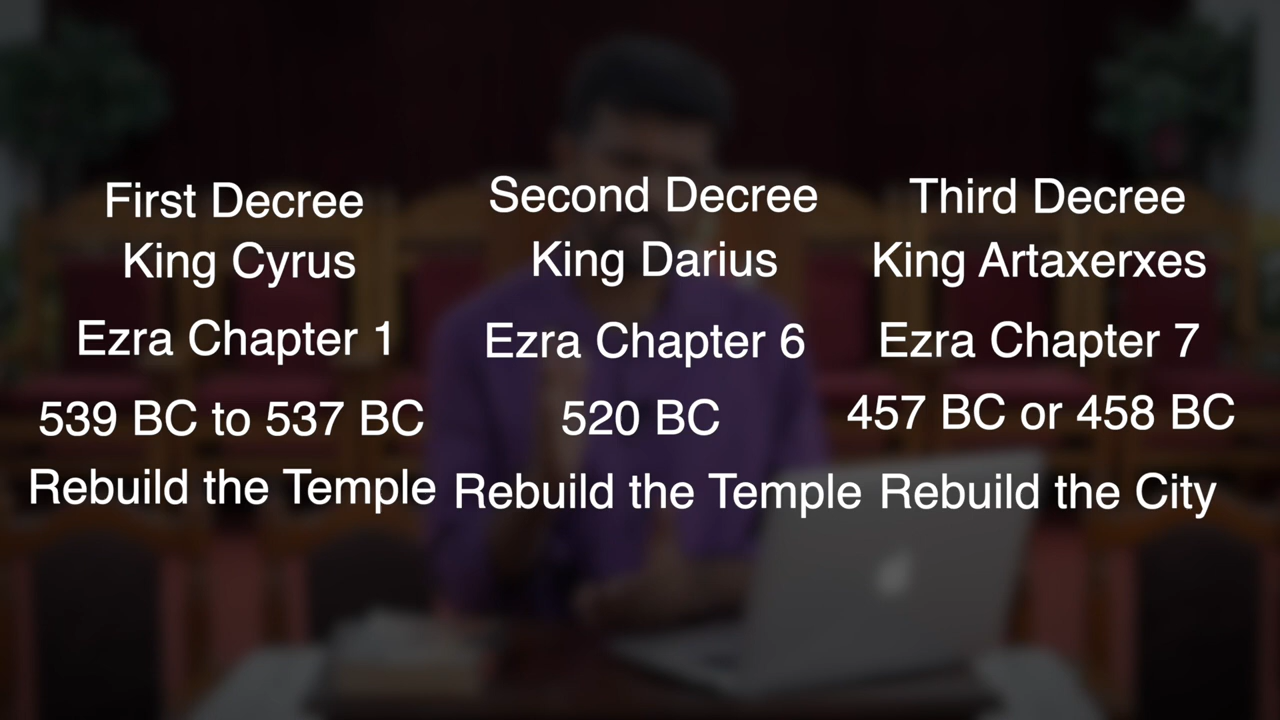 First Decree
King Cyrus
Ezra Chapter 1
539 BC to 537 BC
Rebuild the Temple
Second Decree
King Darius
Ezra Chapter 6
520 BC
Rebuild the Temple
Third Decree
King Artaxerxes
Ezra Chapter 7
457 BC or 458 BC
Rebuild the City